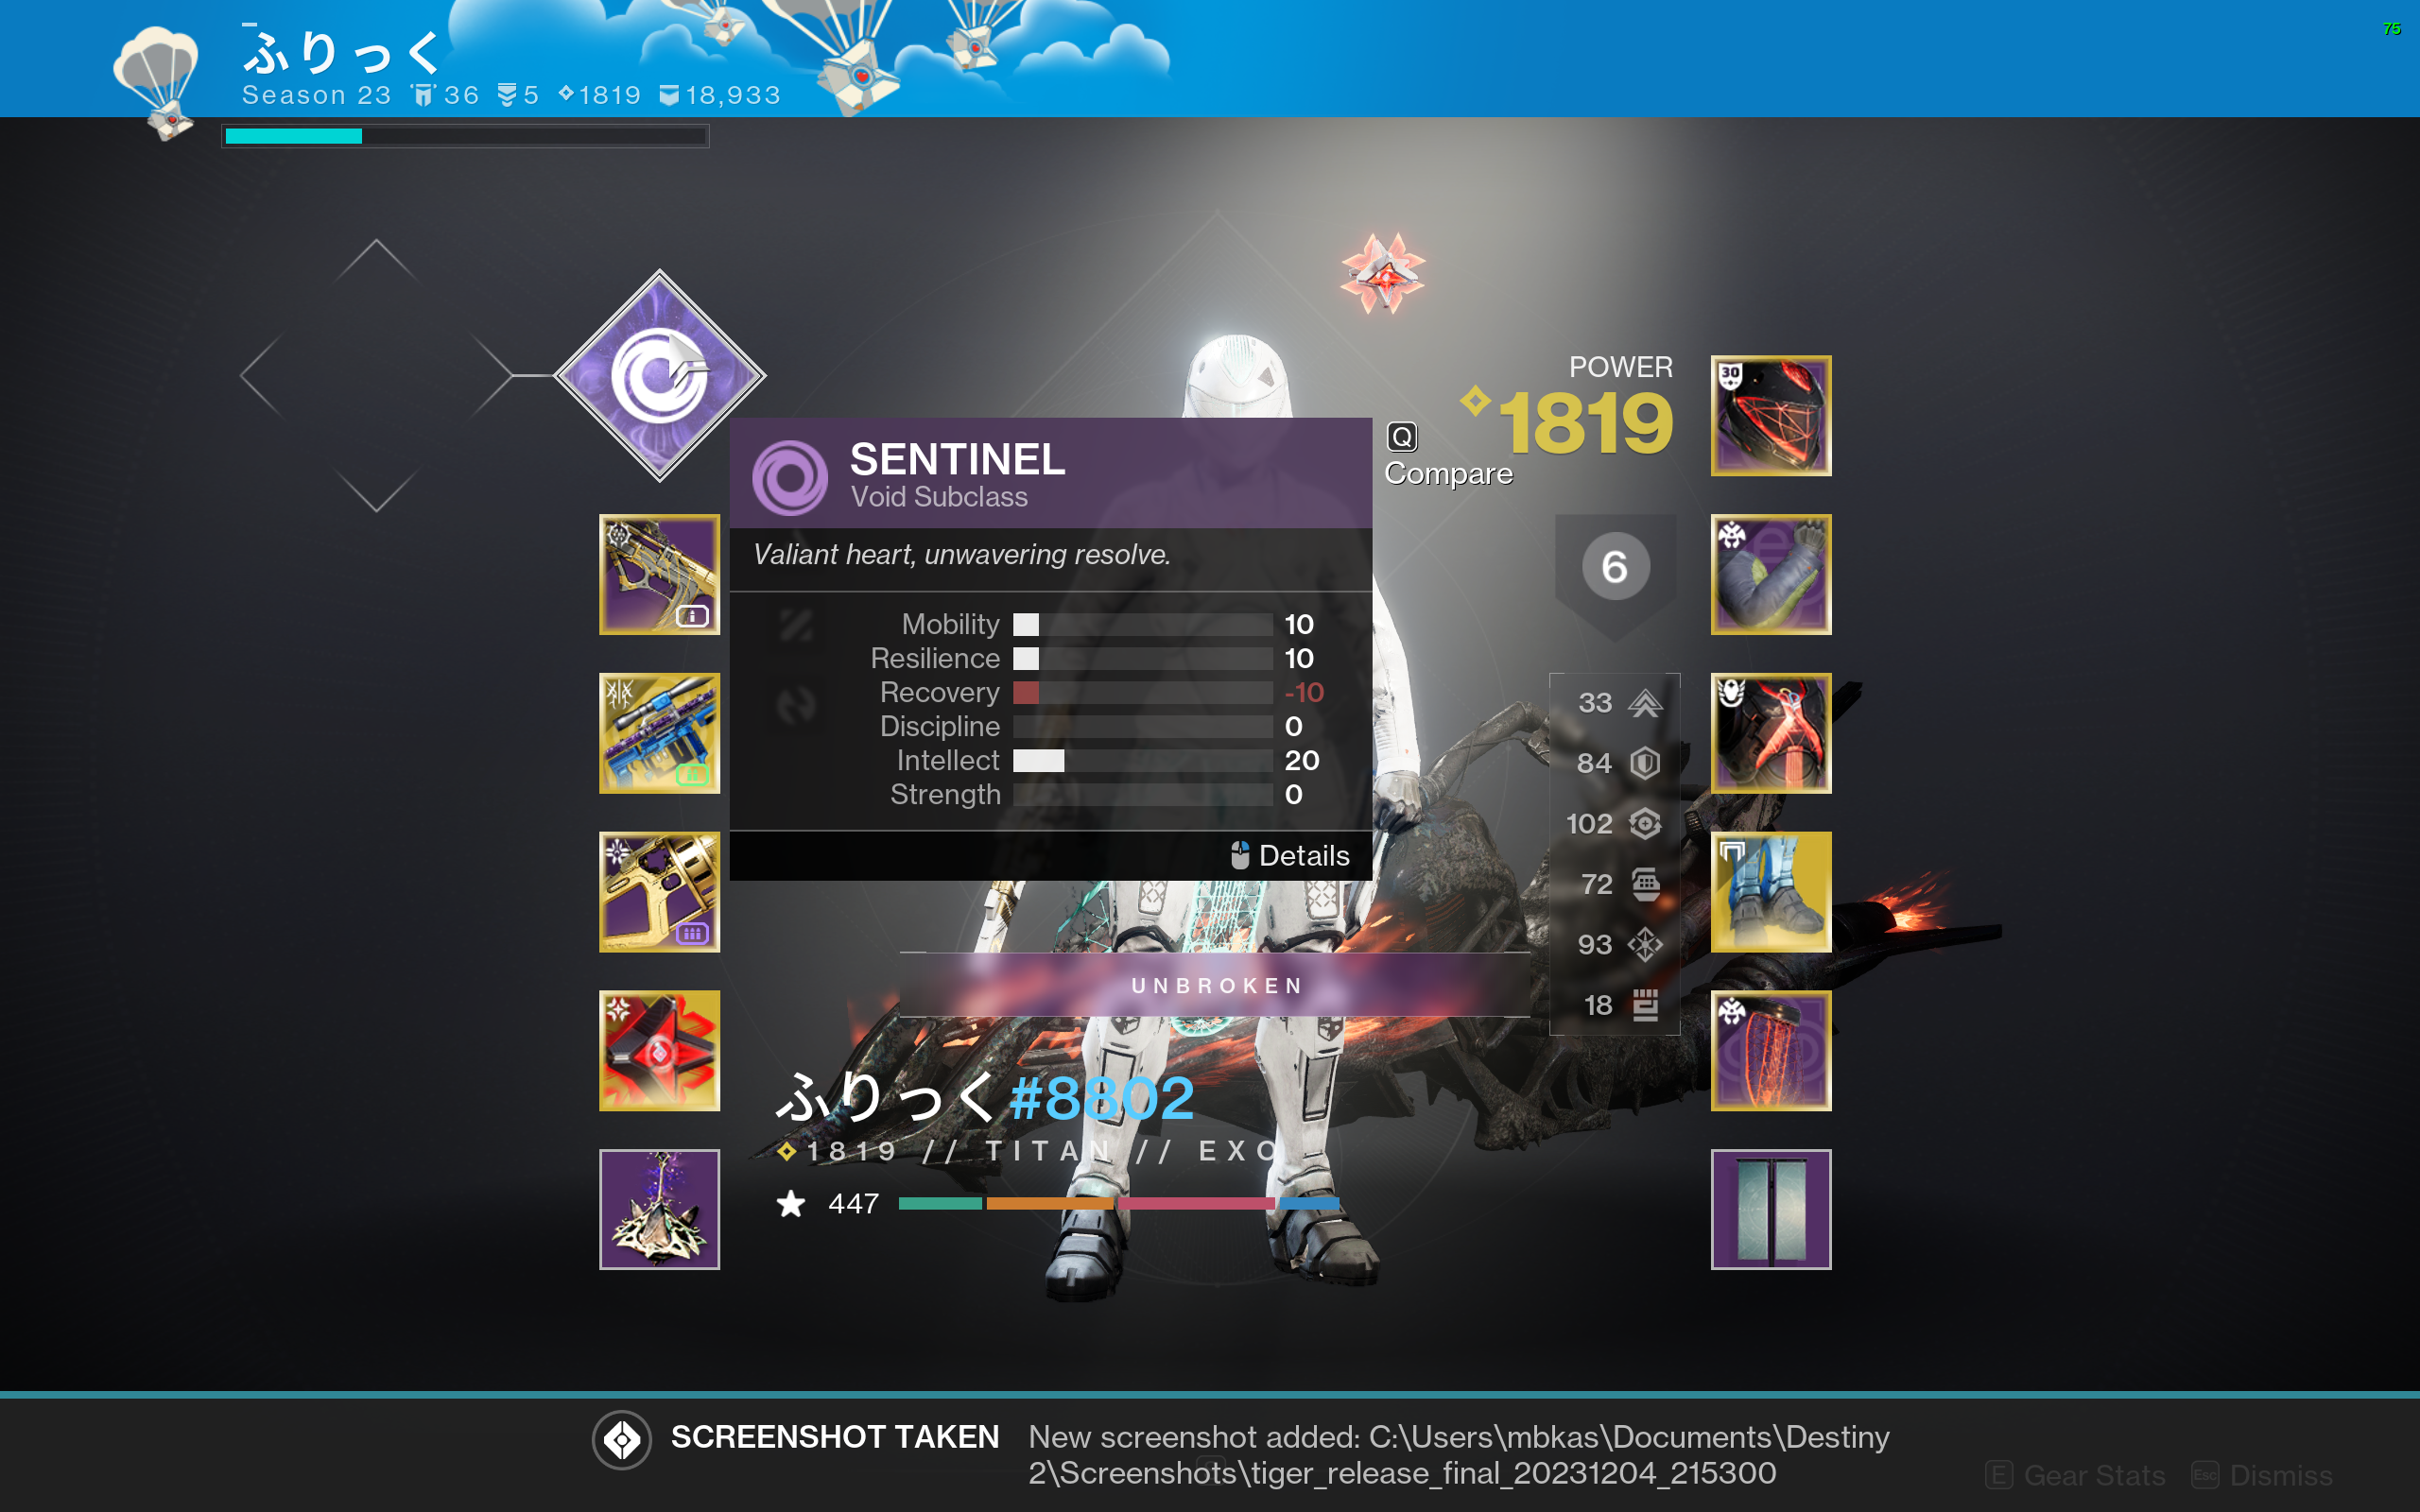 ふりっく
Season 23 36 5 1819 18,933
75
POWER
1819
Q
Compare
SENTINEL
Void Subclass
Valiant heart, unwavering resolve.
Mobility 10
Resilience 10
Recovery -10
Discipline 0
Intellect 20
Strength 0
Details
30
6
33
84
102
72
93
18
UNBROKEN
ふりっく#8802
1819 // TITAN // EXO
447
SCREENSHOT TAKEN
New screenshot added: C:\Users\mbkas\Documents\Destiny
2\Screenshots\tiger_release_final_20231204_215300
E Gear Stats Esc Dismiss